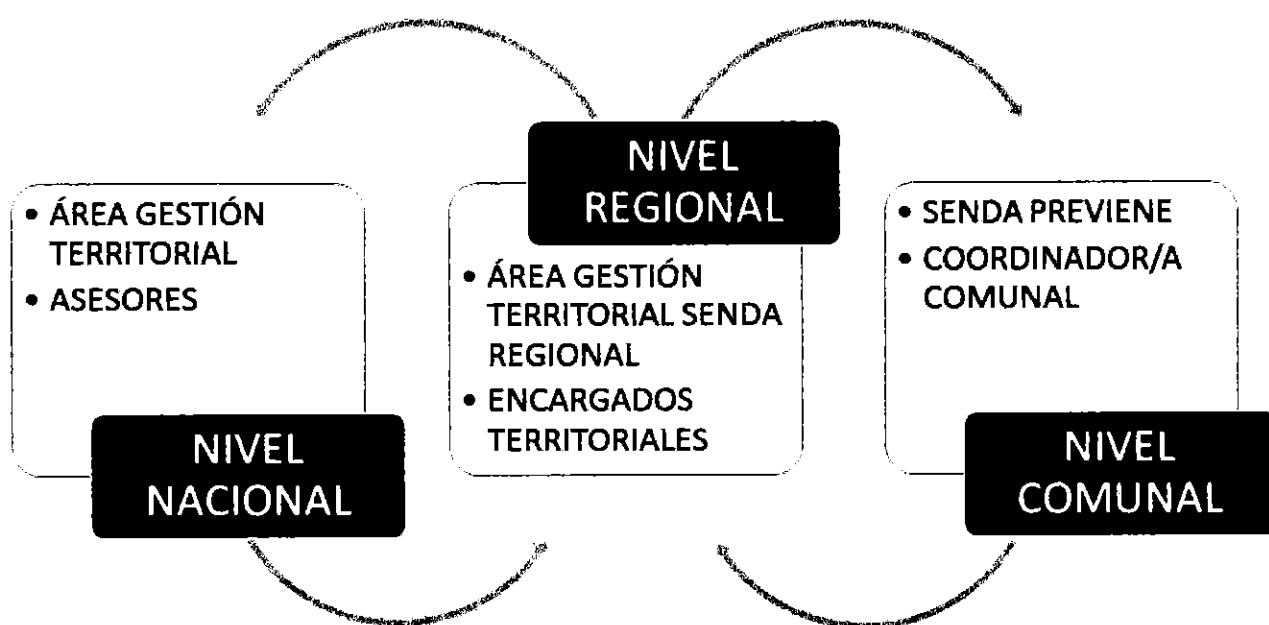 • ÁREA GESTIÓN
TERRITORIAL
• ASESORES
NIVEL
NACIONAL
NIVEL
REGIONAL
• ÁREA GESTIÓN
TERRITORIAL SENDA
REGIONAL
• ENCARGADOS
TERRITORIALES
• SENDA PREVIENE
• COORDINADOR/A
COMUNAL
NIVEL
COMUNAL